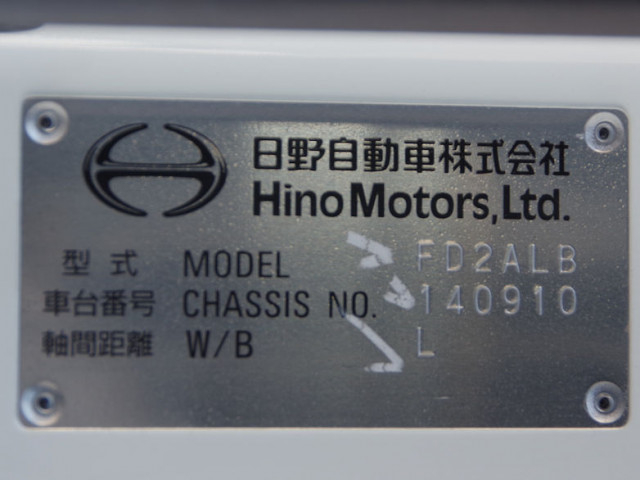 日野自動車株式会社
Hino Motors, Ltd.
型式 MODEL FD2ALB
車台番号 CHASSIS NO. 140910
軸間距離 W/B L